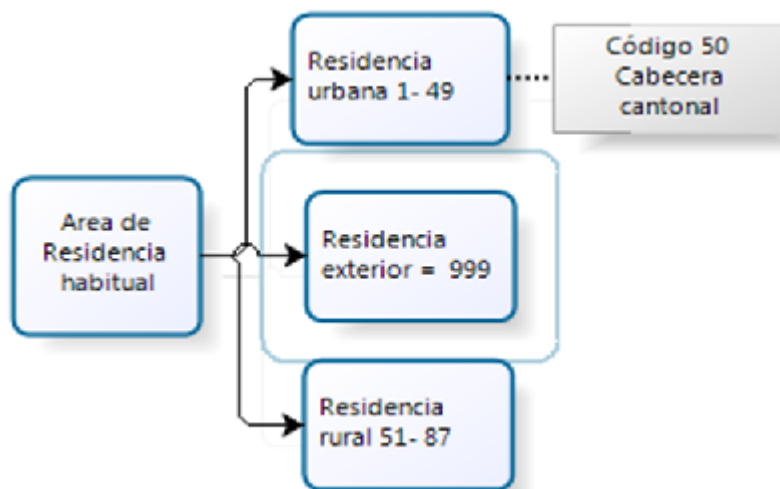 Area de
Residencia
habitual
Residencia
urbana 1- 49
Código 50
Cabecera
cantonal
Residencia
exterior = 999
Residencia
rural 51- 87